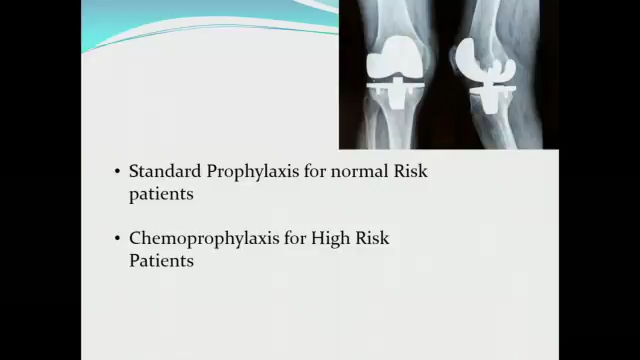 • Standard Prophylaxis for normal Risk
patients
• Chemoprophylaxis for High Risk
Patients